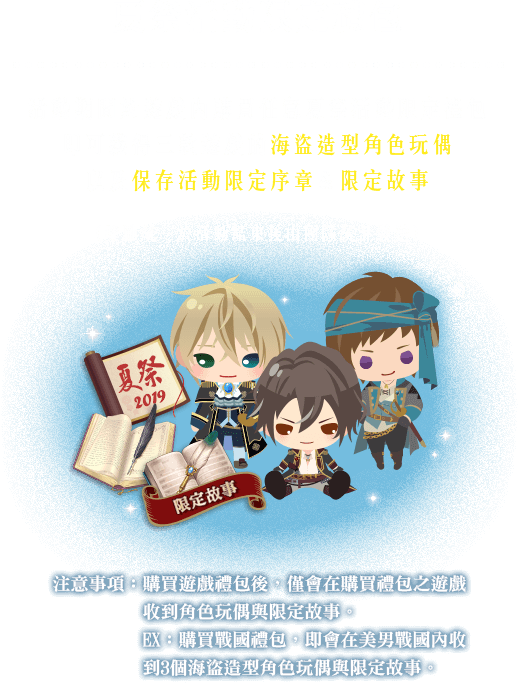 海盜造型角色玩偶
保存活動限定序章 限定故事
夏祭
2019
限定故事
注意事項：購買遊戲禮包後，僅會在購買禮包之遊戲
收到角色玩偶與限定故事。
EX：購買戰國禮包，即會在美男戰國內收
到3個海盜造型角色玩偶與限定故事。